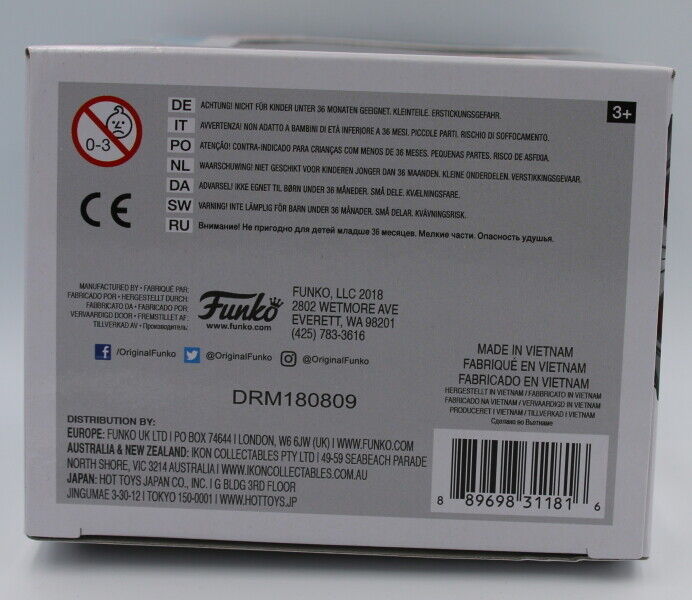 0-3
3+
DE ACHTUNG! NICHT FÜR KINDER UNTER 36 MONATEN GEEIGNET. KLEINTEILE. ERSTICKUNGSGEFAHR.
IT AVVERTENZA! NON ADATTO A BAMBINI DI ETÀ INFERIORE A 36 MESI. PICCOLE PARTI. RISCHIO DI SOFFOCAMENTO.
PO ATENÇÃO! CONTRA-INDICADO PARA CRIANÇAS COM MENOS DE 36 MESES. PEQUENAS PARTES. RISCO DE ASFIXIA.
NL WAARSCHUWING! NIET GESCHIKT VOOR KINDEREN JONGER DAN 36 MAANDEN. KLEINE ONDERDELEN. VERSTIKKINGSGEVAAR.
DA ADVARSEL! IKKE EGNET TIL BØRN UNDER 36 MÅNEDER. SMÅ DELE. KVÆLNINGSFARE.
SW VARNING! INTE LÄMPLIG FÖR BARN UNDER 36 MÅNADER. SMÅ DELAR. KVÄVNINGSRISK.
RU Внимание! Не пригодно для детей младше 36 месяцев. Мелкие части. Опасность удушья.
CE
MANUFACTURED BY • FABRIQUÉ PAR:
FABRICADO POR • HERGESTELLT DURCH:
FABBRICATO DA • FABRICADO POR:
VERVAARDIGD DOOR • FREMSTILLET AF:
TILLVERKAD AV • Производитель:
Funko
www.funko.com
FUNKO, LLC 2018
2802 WETMORE AVE
EVERETT, WA 98201
(425) 783-3616
/OriginalFunko @OriginalFunko @OriginalFunko
DRM180809
MADE IN VIETNAM
FABRIQUÉ EN VIETNAM
FABRICADO EN VIETNAM
HERGESTELLT IN VIETNAM / FABBRICATO IN VIETNAM
FABRICADO NA VIETNAM / VERVAARDIGD IN VIETNAM
PRODUCERET I VIETNAM / TILLVERKAD I VIETNAM
Сделано во Вьетнаме
DISTRIBUTION BY:
EUROPE: FUNKO UK LTD I PO BOX 74644 I LONDON, W6 6JW (UK) I WWW.FUNKO.COM
AUSTRALIA & NEW ZEALAND: IKON COLLECTABLES PTY LTD I 49-59 SEABEACH PARADE
NORTH SHORE, VIC 3214 AUSTRALIA I WWW.IKONCOLLECTABLES.COM.AU
JAPAN: HOT TOYS JAPAN CO., INC. I G BLDG 3RD FLOOR
JINGUMAE 3-30-12 I TOKYO 150-0001 I WWW.HOTTOYS.JP
8 89698 31181 6